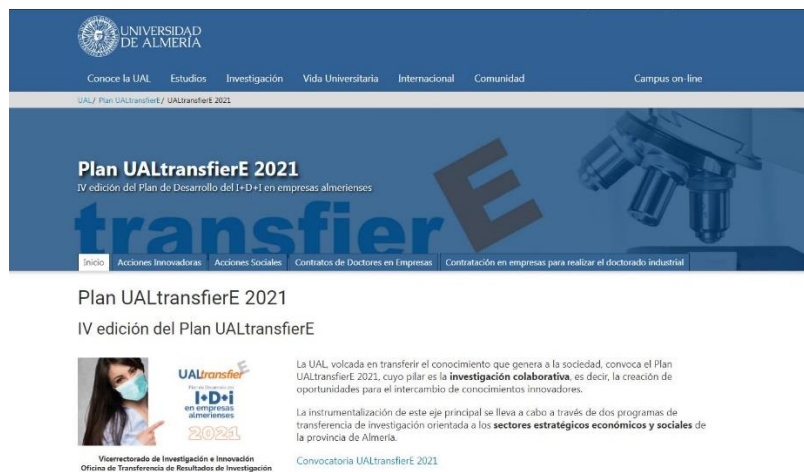 UNIVERSIDAD
DE ALMERÍA
Conoce la UAL Estudios Investigación Vida Universitaria Internacional Comunidad Campus on-line
UAL/ Plan UALtransfierE/ UALtransfierE 2021
Plan UALtransfierE 2021
IV edición del Plan de Desarrollo del I+D+I en empresas almerienses
transfierE
Inicio Acciones Innovadoras Acciones Sociales Contratos de Doctores en Empresas Contratación en empresas para realizar el doctorado industrial
Plan UALtransfierE 2021
IV edición del Plan UALtransfierE
UALtransfierE
I+D+i
en empresas
almerienses
2021
Vicerrectorado de Investigación e Innovación
Oficina de Transferencia de Resultados de Investigación
La UAL, volcada en transferir el conocimiento que genera a la sociedad, convoca el Plan
UALtransfierE 2021, cuyo pilar es la investigación colaborativa, es decir, la creación de
oportunidades para el intercambio de conocimientos innovadores.
La instrumentalización de este eje principal se lleva a cabo a través de dos programas de
transferencia de investigación orientada a los sectores estratégicos económicos y sociales de
la provincia de Almería.
Convocatoria UALtransfierE 2021